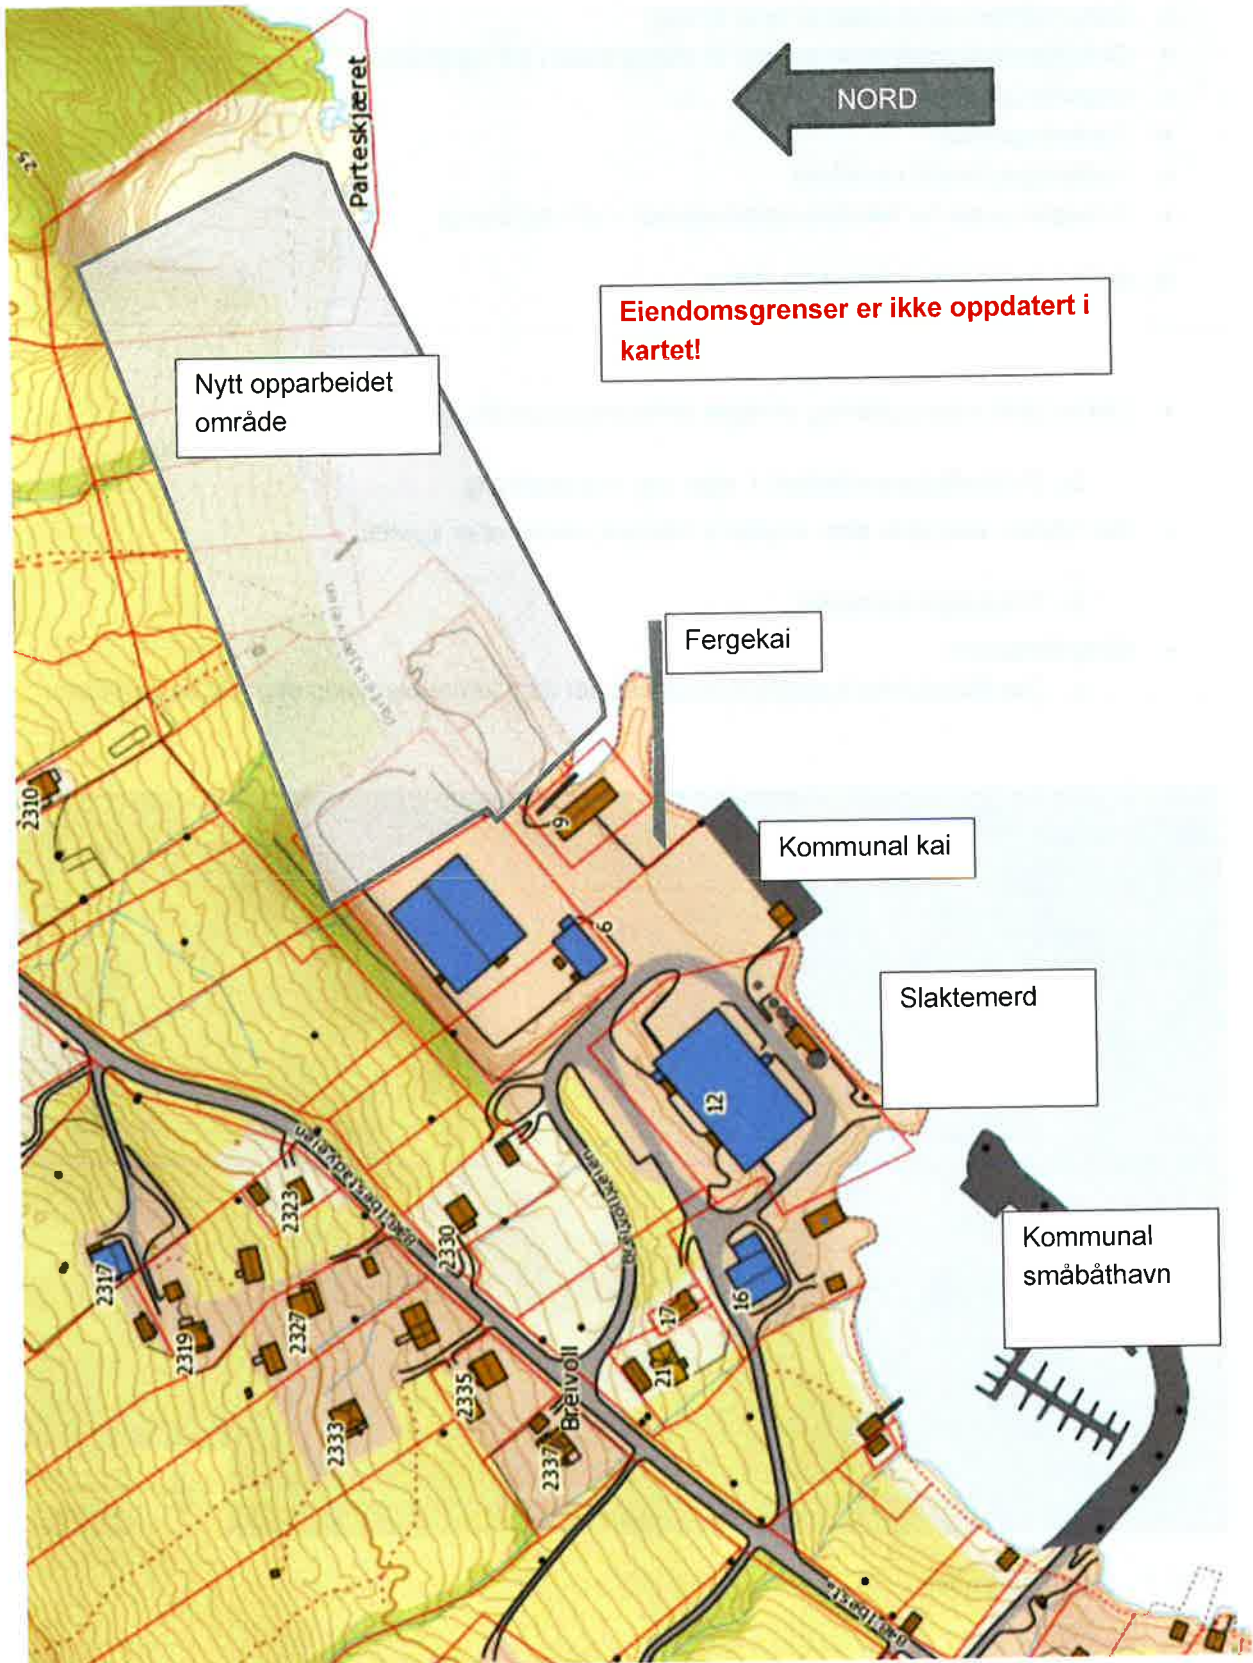 NORD
Parteskjæret
25
Eiendomsgrenser er ikke oppdatert i
kartet!
Nytt opparbeidet
område
Fergekai
2310
9
Kommunal kai
6
Slaktemerd
12
2323
2330
2317
2319
2327
Kommunal
småbåthavn
16
17
21
2335
2333
Breivoll
2337